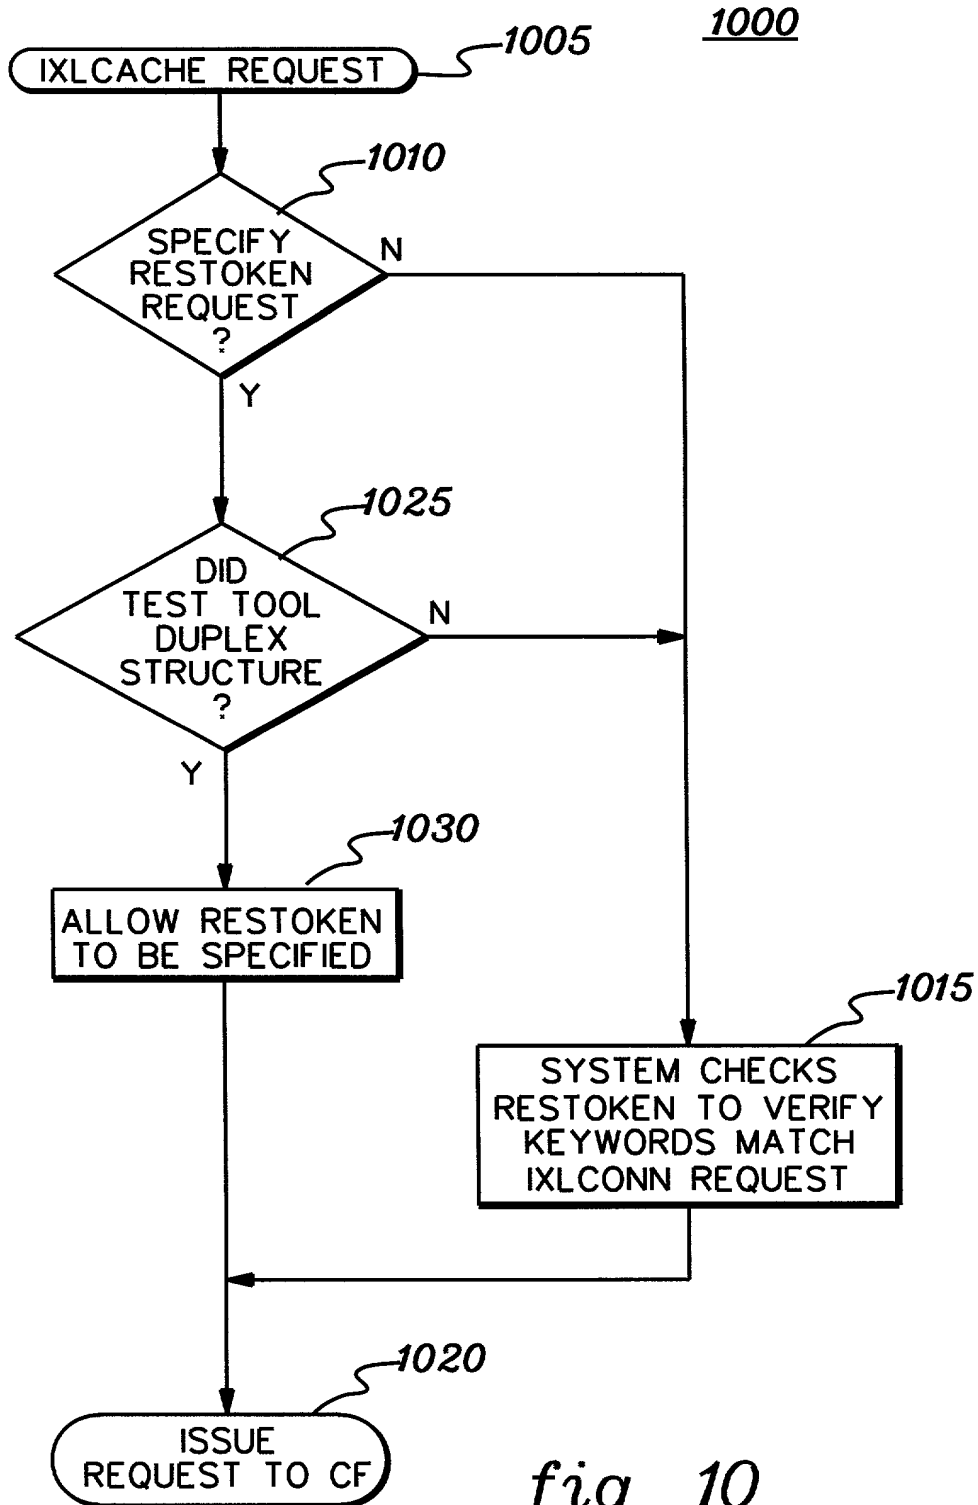 1000
1005
IXLCACHE REQUEST
1010
SPECIFY
RESTOKEN
REQUEST
?
N
Y
1025
DID
TEST TOOL
DUPLEX
STRUCTURE
?
N
Y
1030
ALLOW RESTOKEN
TO BE SPECIFIED
1015
SYSTEM CHECKS
RESTOKEN TO VERIFY
KEYWORDS MATCH
IXLCONN REQUEST
1020
ISSUE
REQUEST TO CF
fig. 10